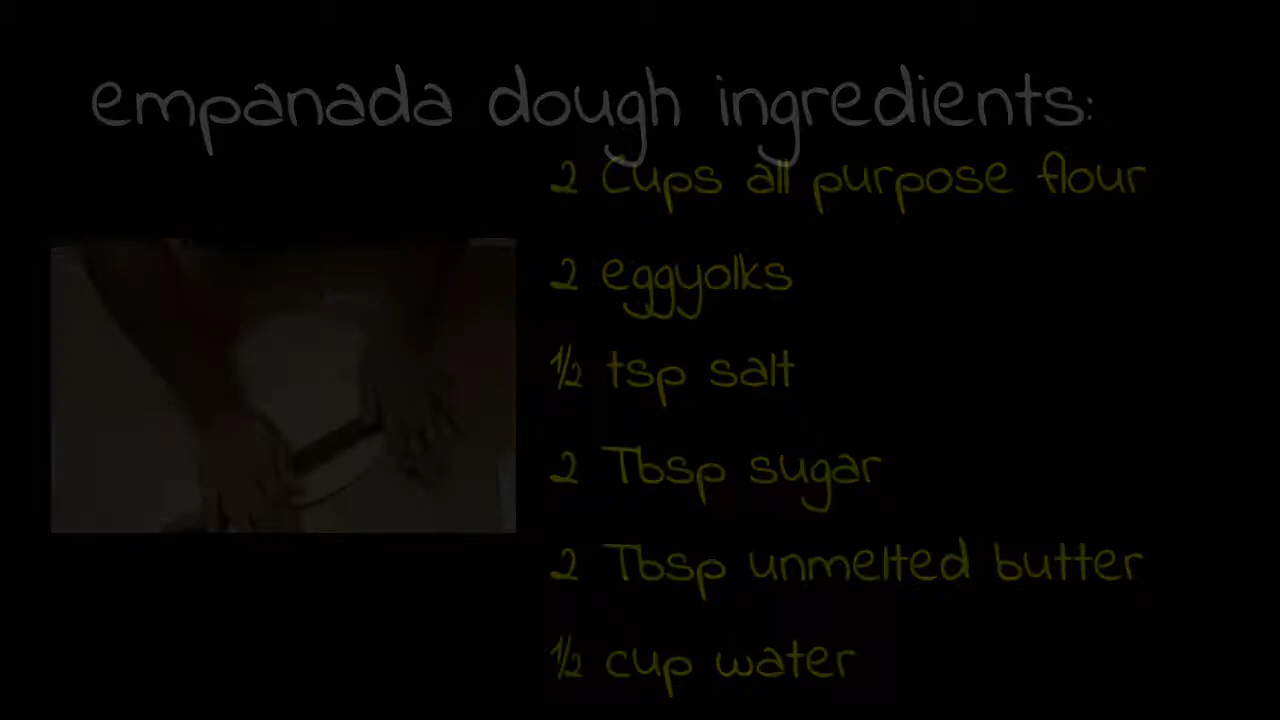 empanada dough ingredients:
2 Cups all purpose flour
2 eggyolks
½ tsp salt
2 Tbsp sugar
2 Tbsp unmelted butter
½ cup water